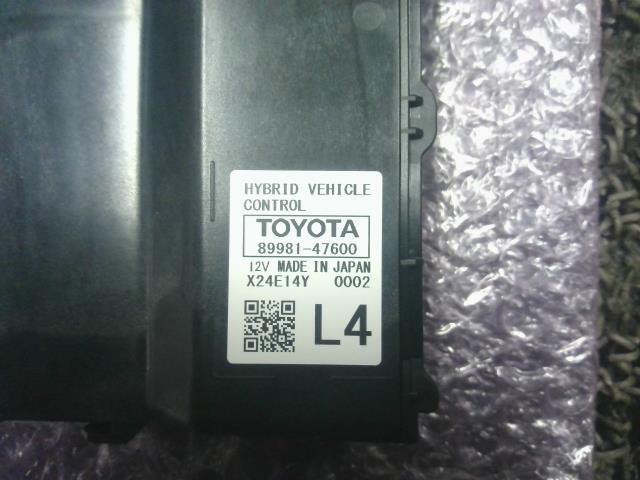 HYBRID VEHICLE
CONTROL
TOYOTA
89981-47600
12V MADE IN JAPAN
X24E14Y 0002
L4